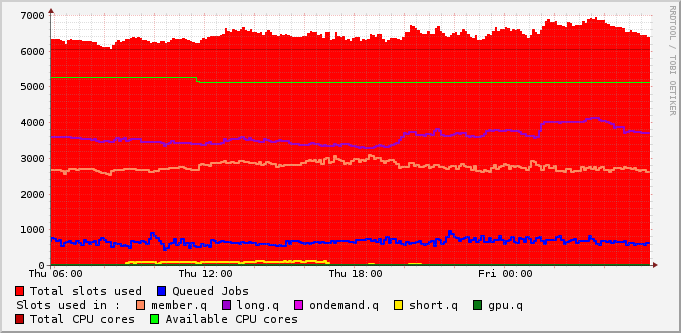 7000
6000
5000
4000
3000
2000
1000
0
Thu 06:00 Thu 12:00 Thu 18:00 Fri 00:00
Total slots used Queued Jobs
Slots used in : member.q long.q ondemand.q short.q gpu.q
Total CPU cores Available CPU cores
RRDTOOL / TOBI OETIKER